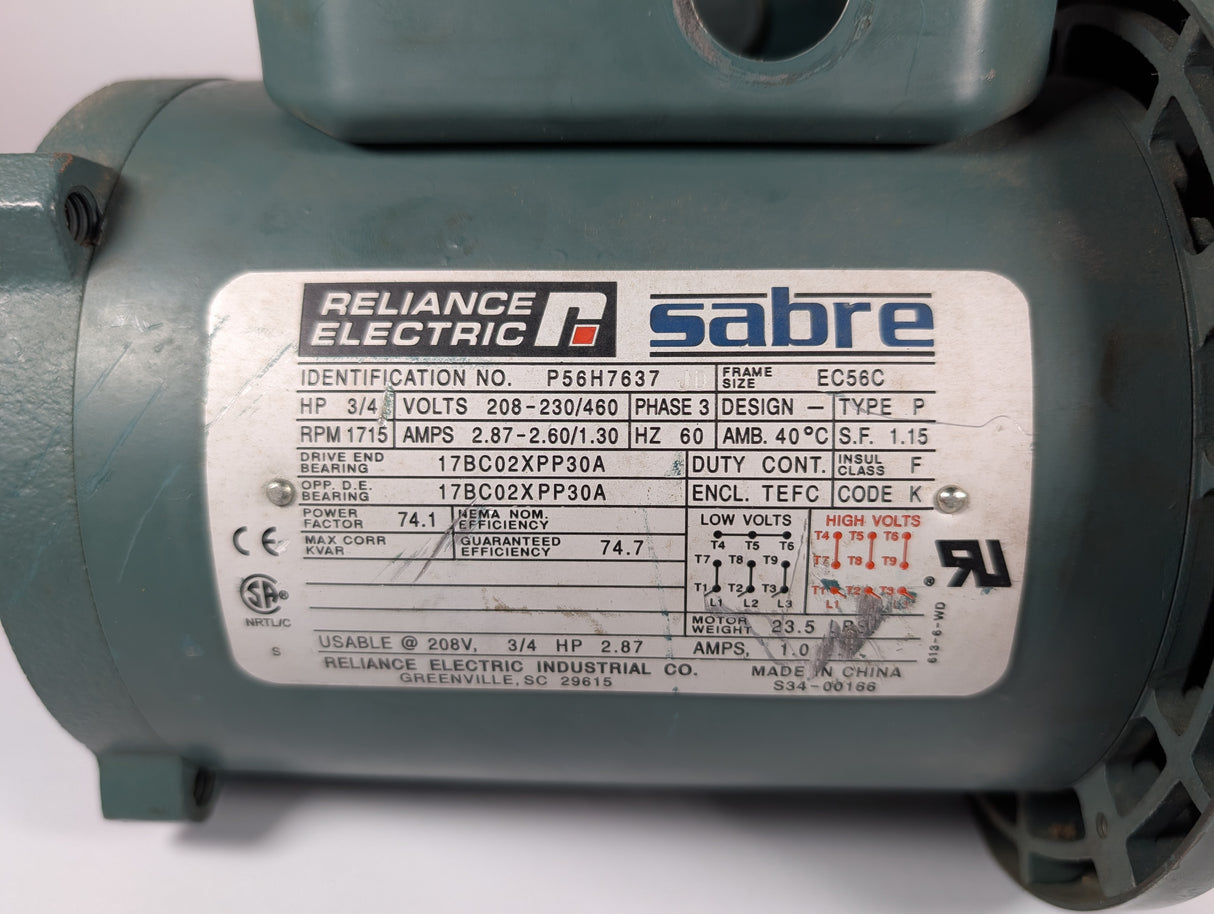 RELIANCE
ELECTRIC
sabre
IDENTIFICATION NO. P56H7637 FRAME SIZE EC56C
HP 3/4 VOLTS 208-230/460 PHASE 3 DESIGN — TYPE P
RPM 1715 AMPS 2.87-2.60/1.30 HZ 60 AMB. 40°C S.F. 1.15
DRIVE END BEARING 17BC02XPP30A DUTY CONT. INSUL CLASS F
OPP. D.E. BEARING 17BC02XPP30A ENCL. TEFC CODE K
POWER FACTOR 74.1 NEMA NOM. EFFICIENCY
MAX CORR KVAR GUARANTEED EFFICIENCY 74.7
LOW VOLTS HIGH VOLTS
T4 T5 T6 T4 T5 T6
T7 T8 T9 T7 T8 T9
T1 T2 T3 T1 T2 T3
L1 L2 L3 L1
MOTOR WEIGHT 23.5
USABLE @ 208V, 3/4 HP 2.87 AMPS, 1.0
RELIANCE ELECTRIC INDUSTRIAL CO. MADE IN CHINA
GREENVILLE, SC 29615 S34-00166
CE
SA ®
NRTL/C
S
RU ®
613-6-WD